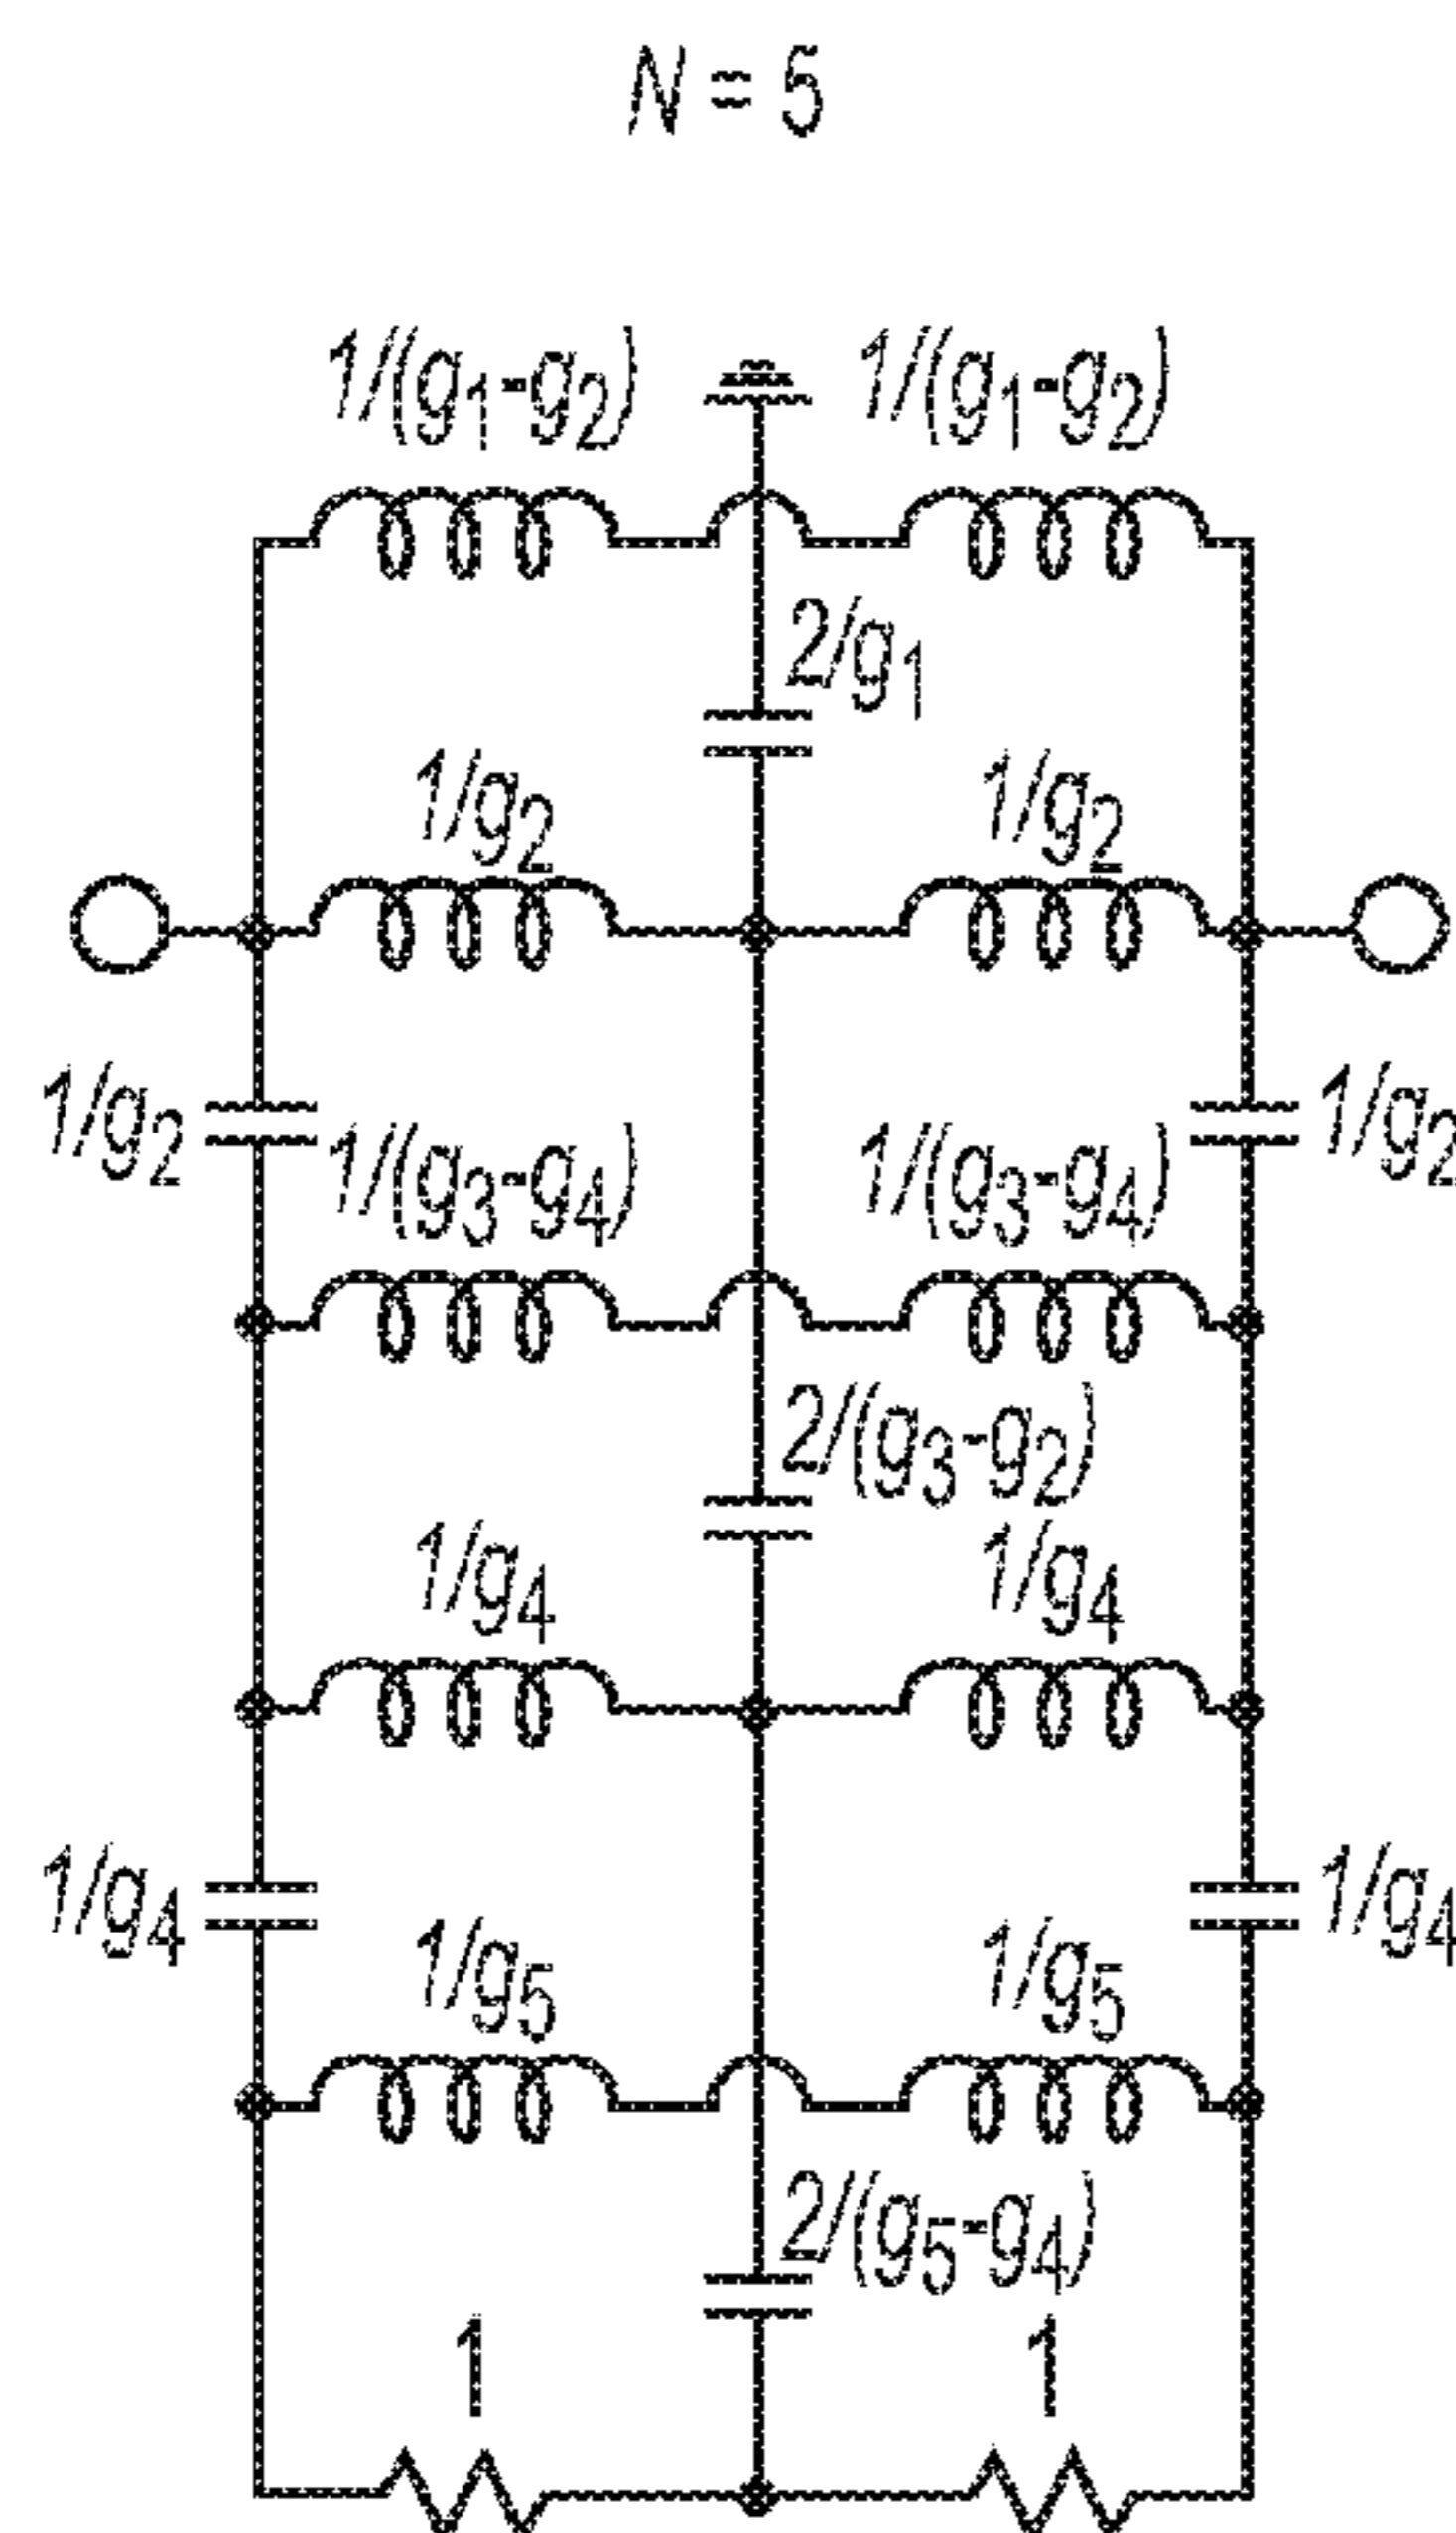 N = 5
1/(g₁-g₂) 1/(g₁-g₂)
2/g₁
1/g₂ 1/g₂
1/g₂ 1/g₂
1/(g₃-g₄) 1/(g₃-g₄)
2/(g₃-g₂)
1/g₄ 1/g₄
1/g₄ 1/g₄
1/g₅ 1/g₅
2/(g₅-g₄)
1 1